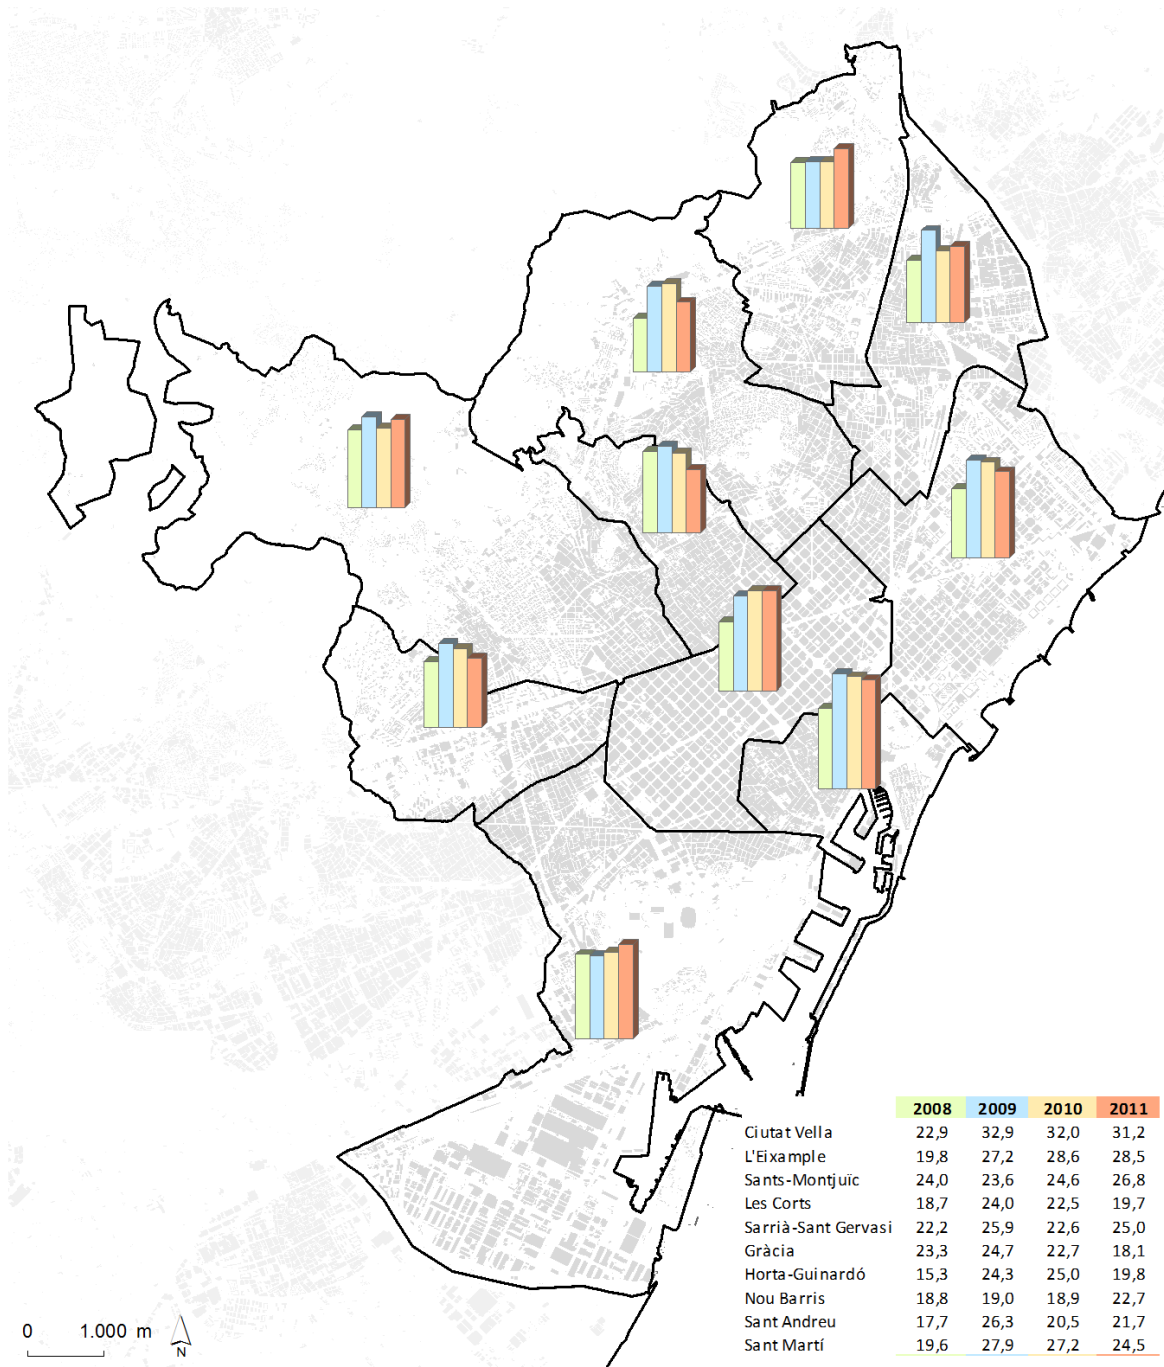 2008 2009 2010 2011
Ciutat Vella 22,9 32,9 32,0 31,2
L'Eixample 19,8 27,2 28,6 28,5
Sants-Montjuïc 24,0 23,6 24,6 26,8
Les Corts 18,7 24,0 22,5 19,7
Sarrià-Sant Gervasi 22,2 25,9 22,6 25,0
Gràcia 23,3 24,7 22,7 18,1
Horta-Guinardó 15,3 24,3 25,0 19,8
Nou Barris 18,8 19,0 18,9 22,7
Sant Andreu 17,7 26,3 20,5 21,7
Sant Martí 19,6 27,9 27,2 24,5
0 1.000 m
N